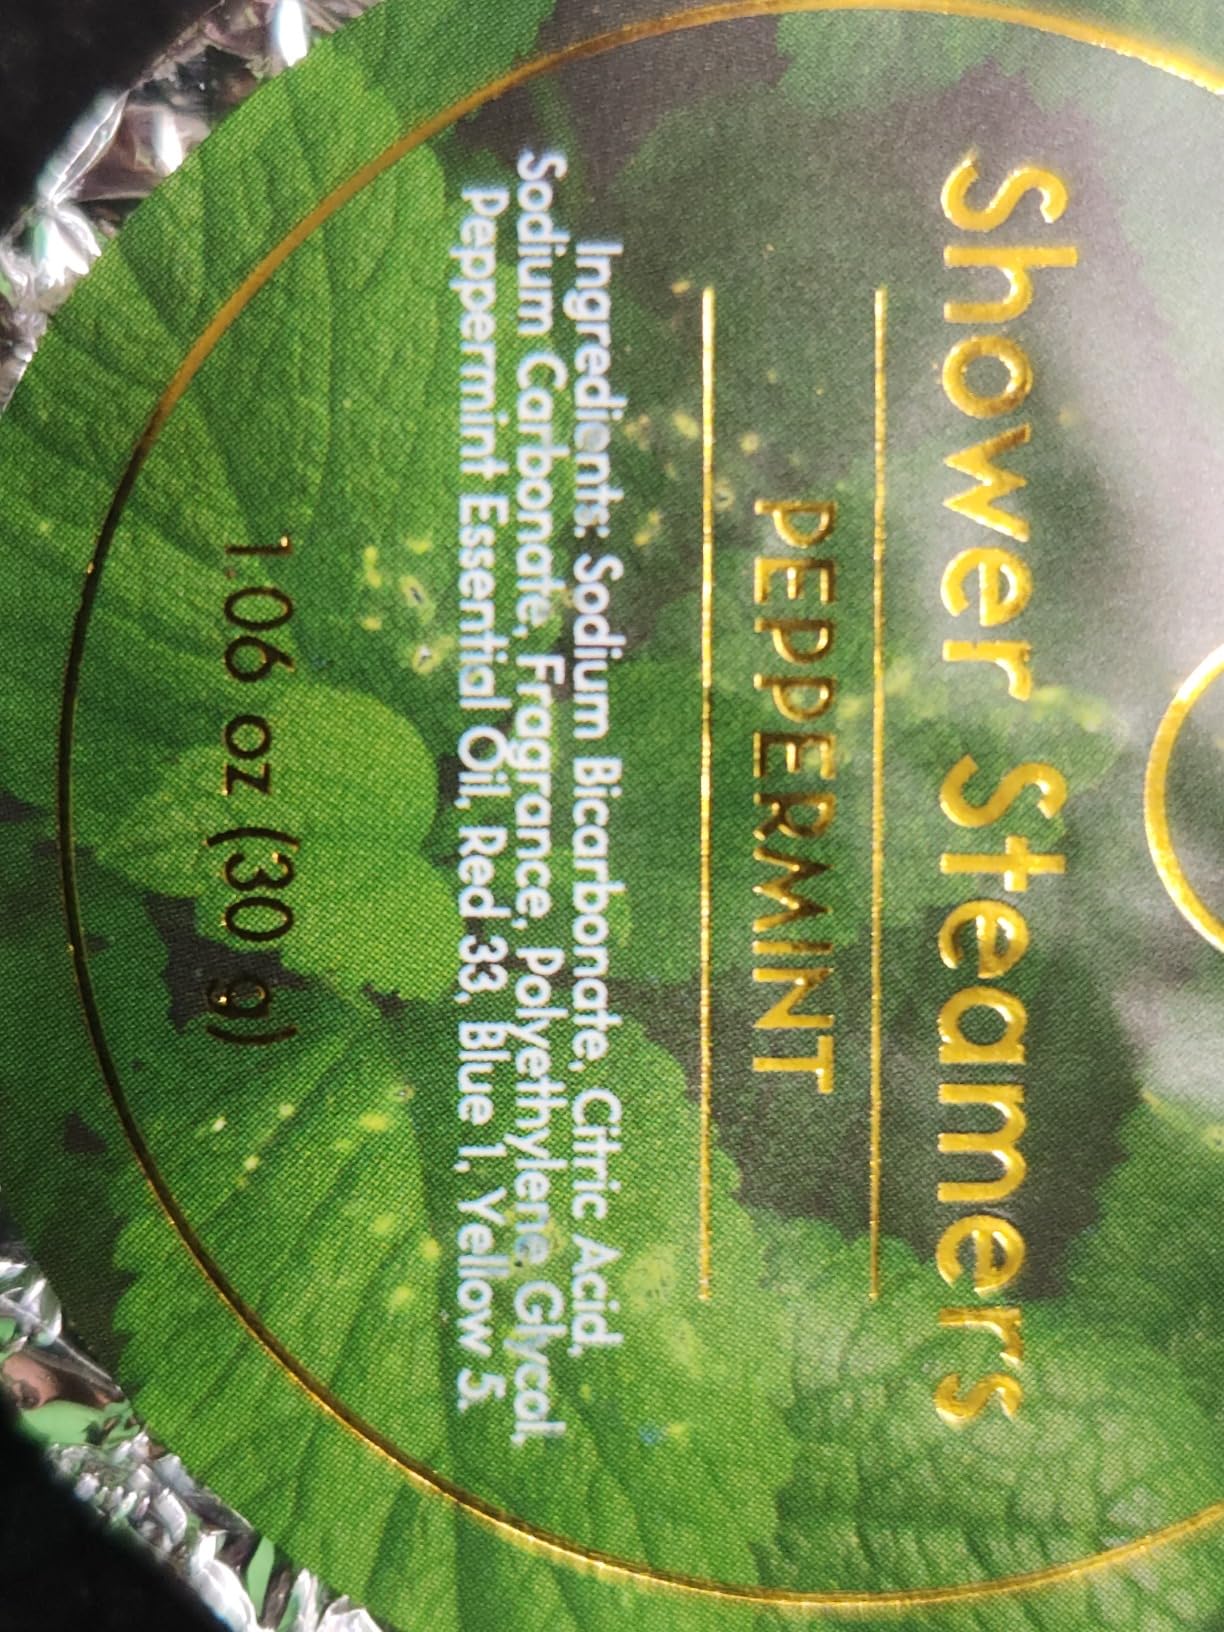 Shower Steamers
PEPPERMINT
Ingredients: Sodium Bicarbonate, Citric Acid,
Sodium Carbonate, Fragrance, Polyethylene Glycol,
Peppermint Essential Oil, Red 33, Blue 1, Yellow 5.
1.06 oz (30 g)